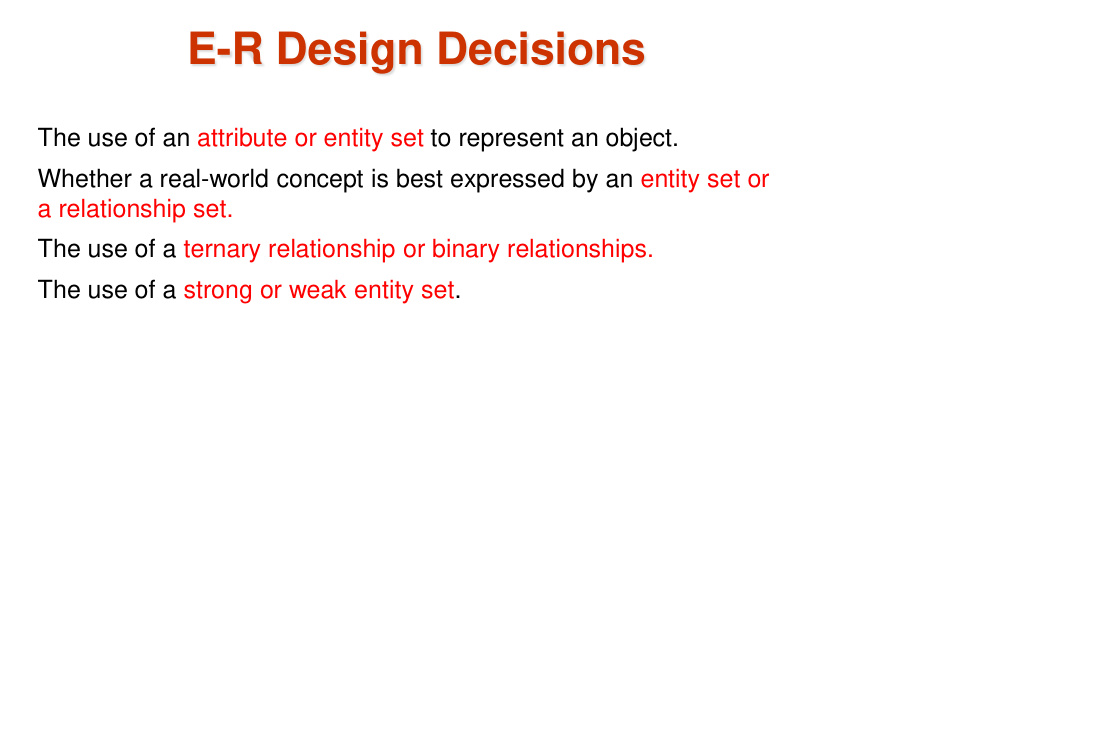 E-R Design Decisions
The use of an attribute or entity set to represent an object.
Whether a real-world concept is best expressed by an entity set or
a relationship set.
The use of a ternary relationship or binary relationships.
The use of a strong or weak entity set.